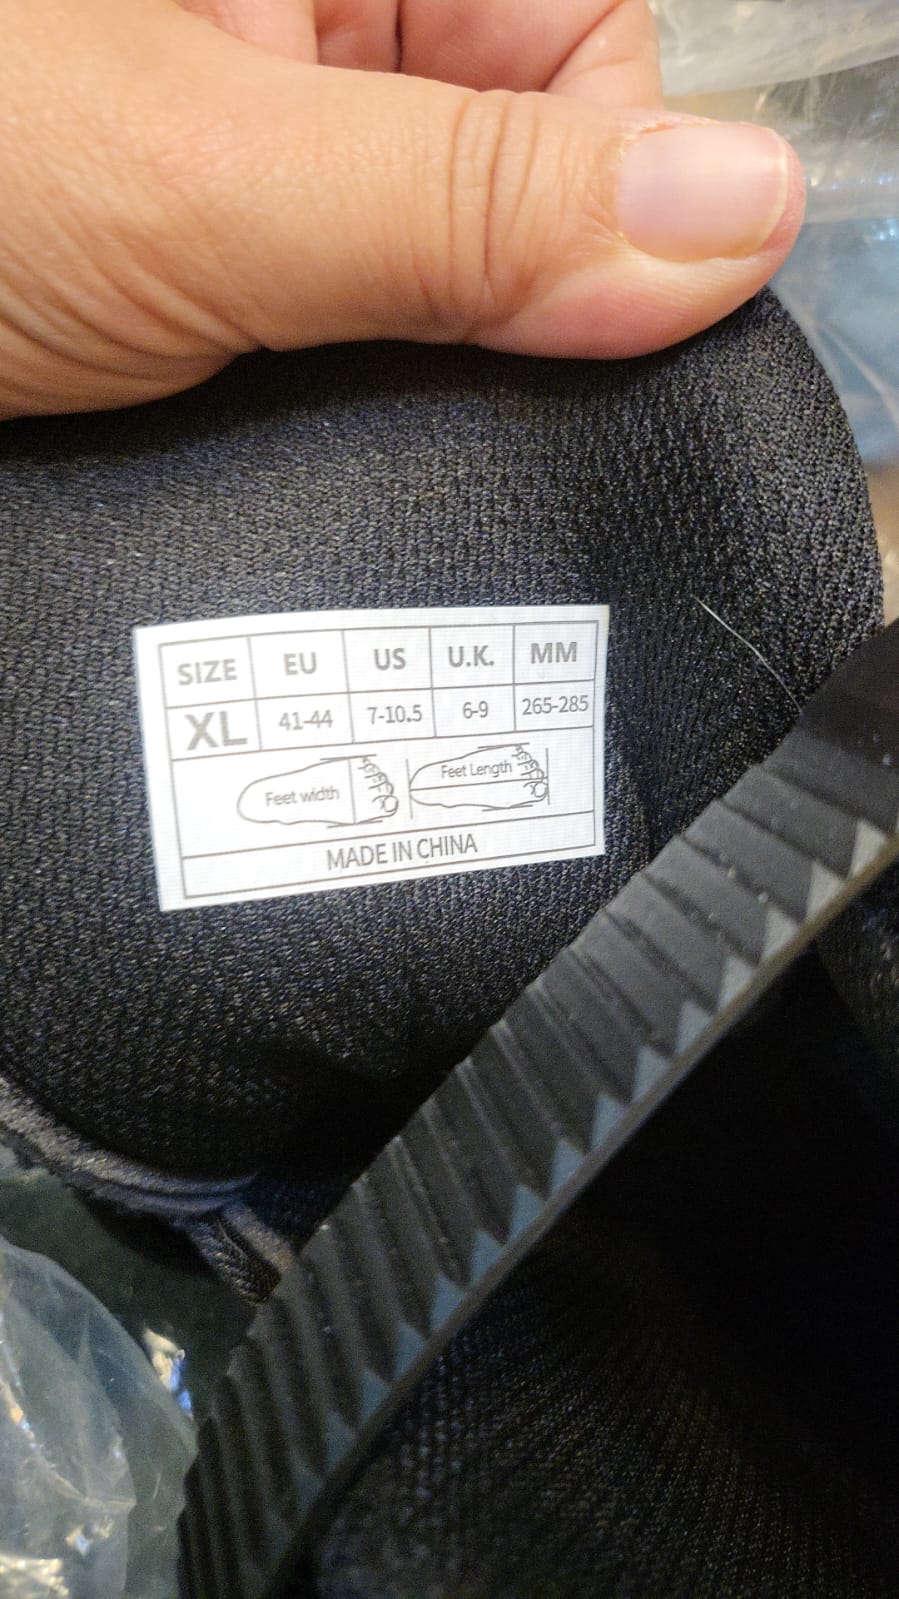 SIZE EU US U.K. MM
XL 41-44 7-10.5 6-9 265-285
Feet width Feet Length
MADE IN CHINA